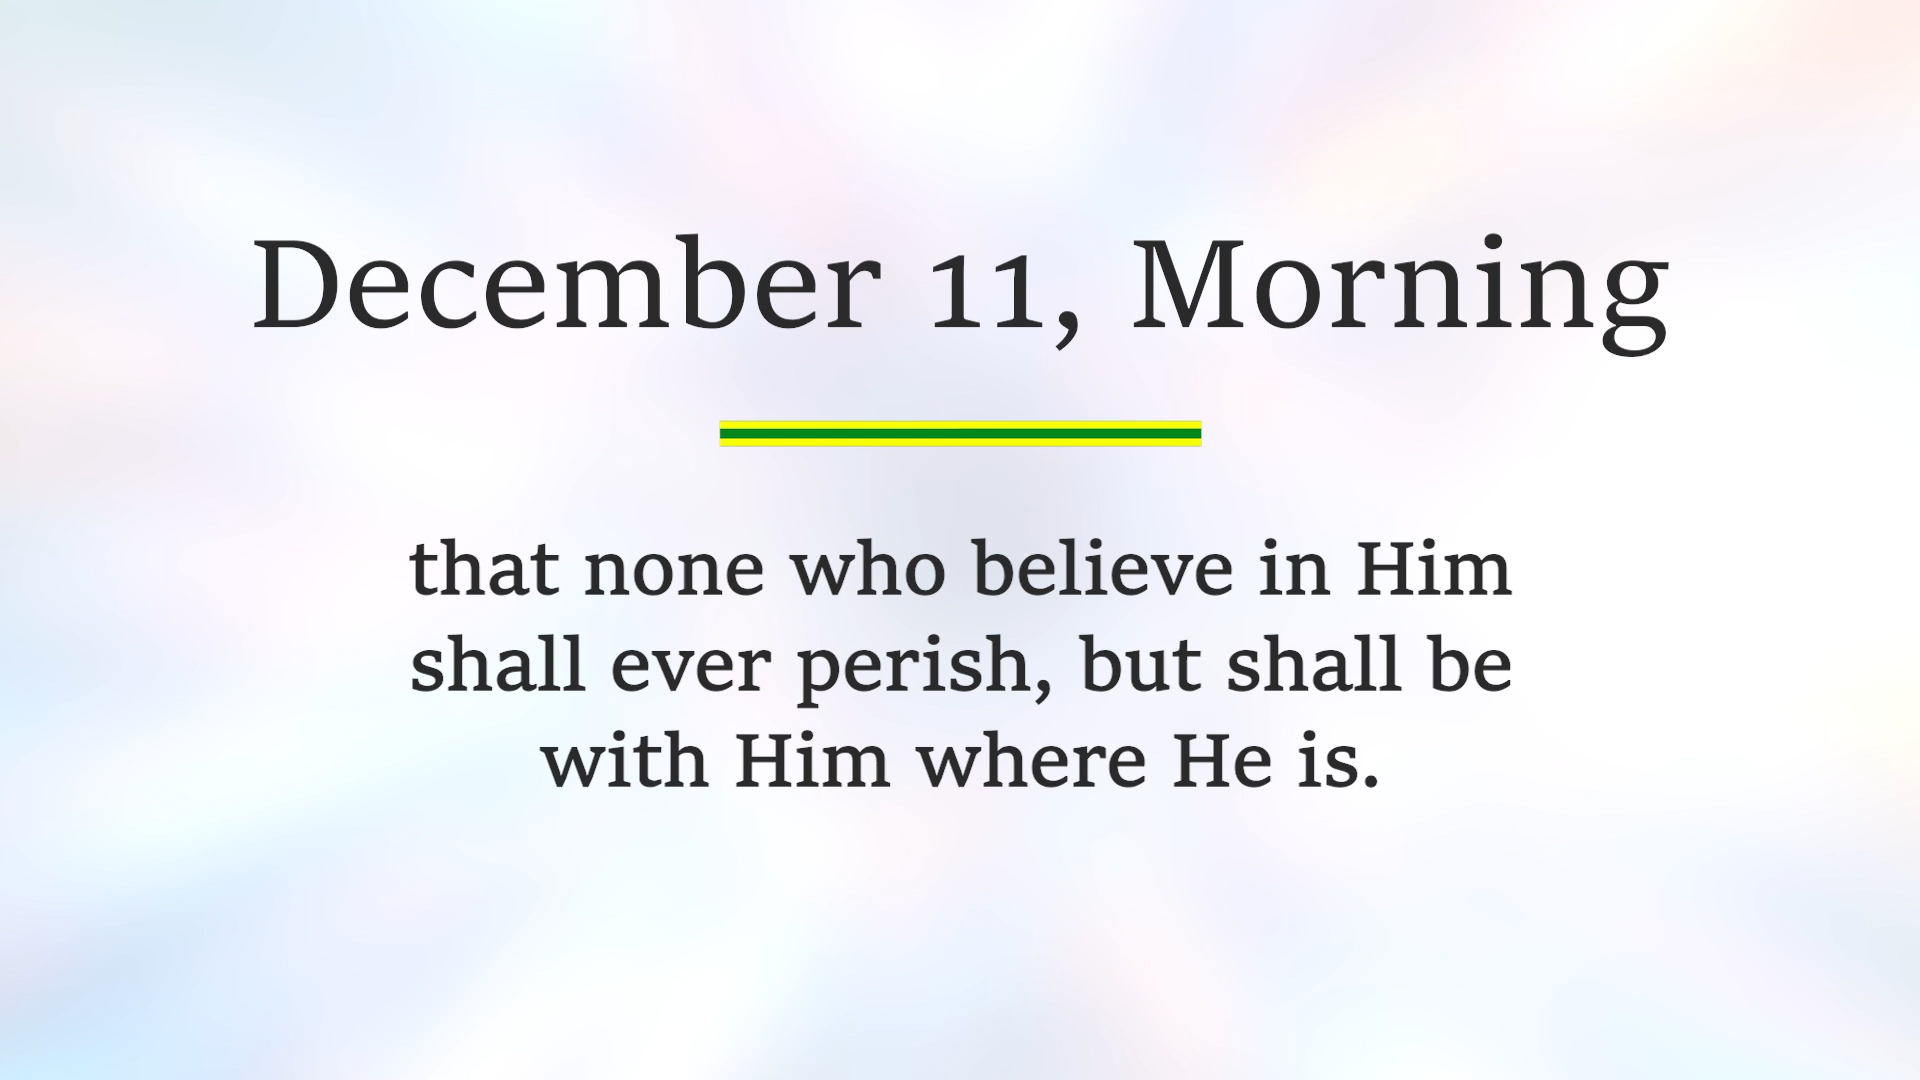 December 11, Morning
that none who believe in Him
shall ever perish, but shall be
with Him where He is.